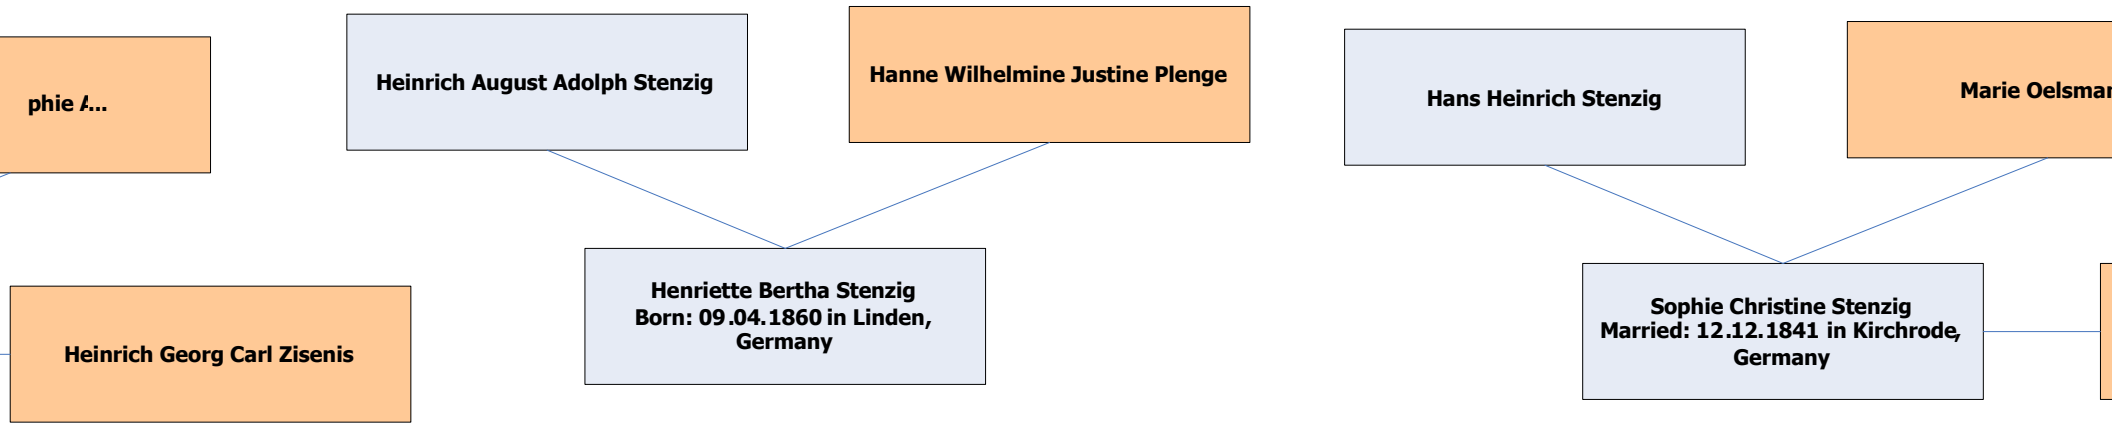 phie A...
Heinrich August Adolph Stenzig
Hanne Wilhelmine Justine Plenge
Hans Heinrich Stenzig
Marie
Heinrich Georg Carl Zisenis
Henriette Bertha Stenzig
Born: 09.04.1860 in Linden,
Germany
Sophie Christine Stenzig
Married: 12.12.1841 in Kirchrode,
Germany